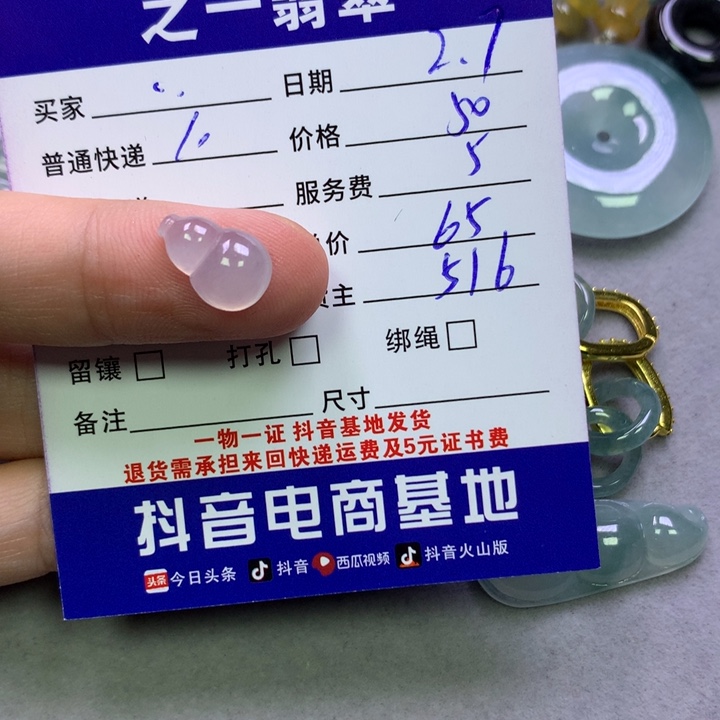 之一翡翠
买家 日期 2.7
普通快递 10 价格 50
服务费 5
价 65
主 516
留镶 打孔 绑绳
备注 尺寸
一物一证 抖音基地发货
退货需承担来回快递运费及5元证书费
抖音电商基地
头条 今日头条 抖音 西瓜视频 抖音火山版